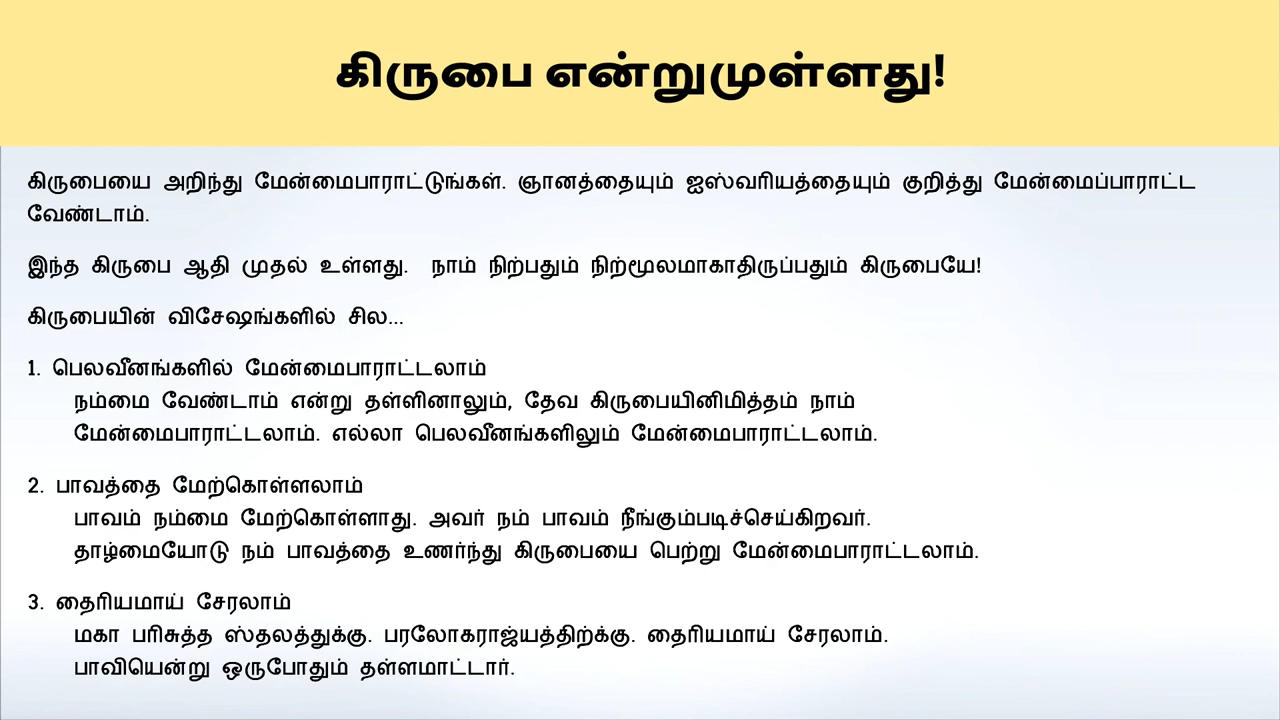 கிருபை என்றுமுள்ளது!
கிருபையை அறிந்து மேன்மைபாராட்டுங்கள். ஞானத்தையும் ஐஸ்வரியத்தையும் குறித்து மேன்மைப்பாராட்ட
வேண்டாம்.
இந்த கிருபை ஆதி முதல் உள்ளது. நாம் நிற்பதும் நிற்மூலமாகாதிருப்பதும் கிருபையே!
கிருபையின் விசேஷங்களில் சில...
1. பெலவீனங்களில் மேன்மைபாராட்டலாம்
நம்மை வேண்டாம் என்று தள்ளினாலும், தேவ கிருபையினிமித்தம் நாம்
மேன்மைபாராட்டலாம். எல்லா பெலவீனங்களிலும் மேன்மைபாராட்டலாம்.
2. பாவத்தை மேற்கொள்ளலாம்
பாவம் நம்மை மேற்கொள்ளாது. அவர் நம் பாவம் நீங்கும்படிச்செய்கிறவர்.
தாழ்மையோடு நம் பாவத்தை உணர்ந்து கிருபையை பெற்று மேன்மைபாராட்டலாம்.
3. தைரியமாய் சேரலாம்
மகா பரிசுத்த ஸ்தலத்துக்கு. பரலோகராஜ்யத்திற்க்கு. தைரியமாய் சேரலாம்.
பாவியென்று ஒருபோதும் தள்ளமாட்டார்.